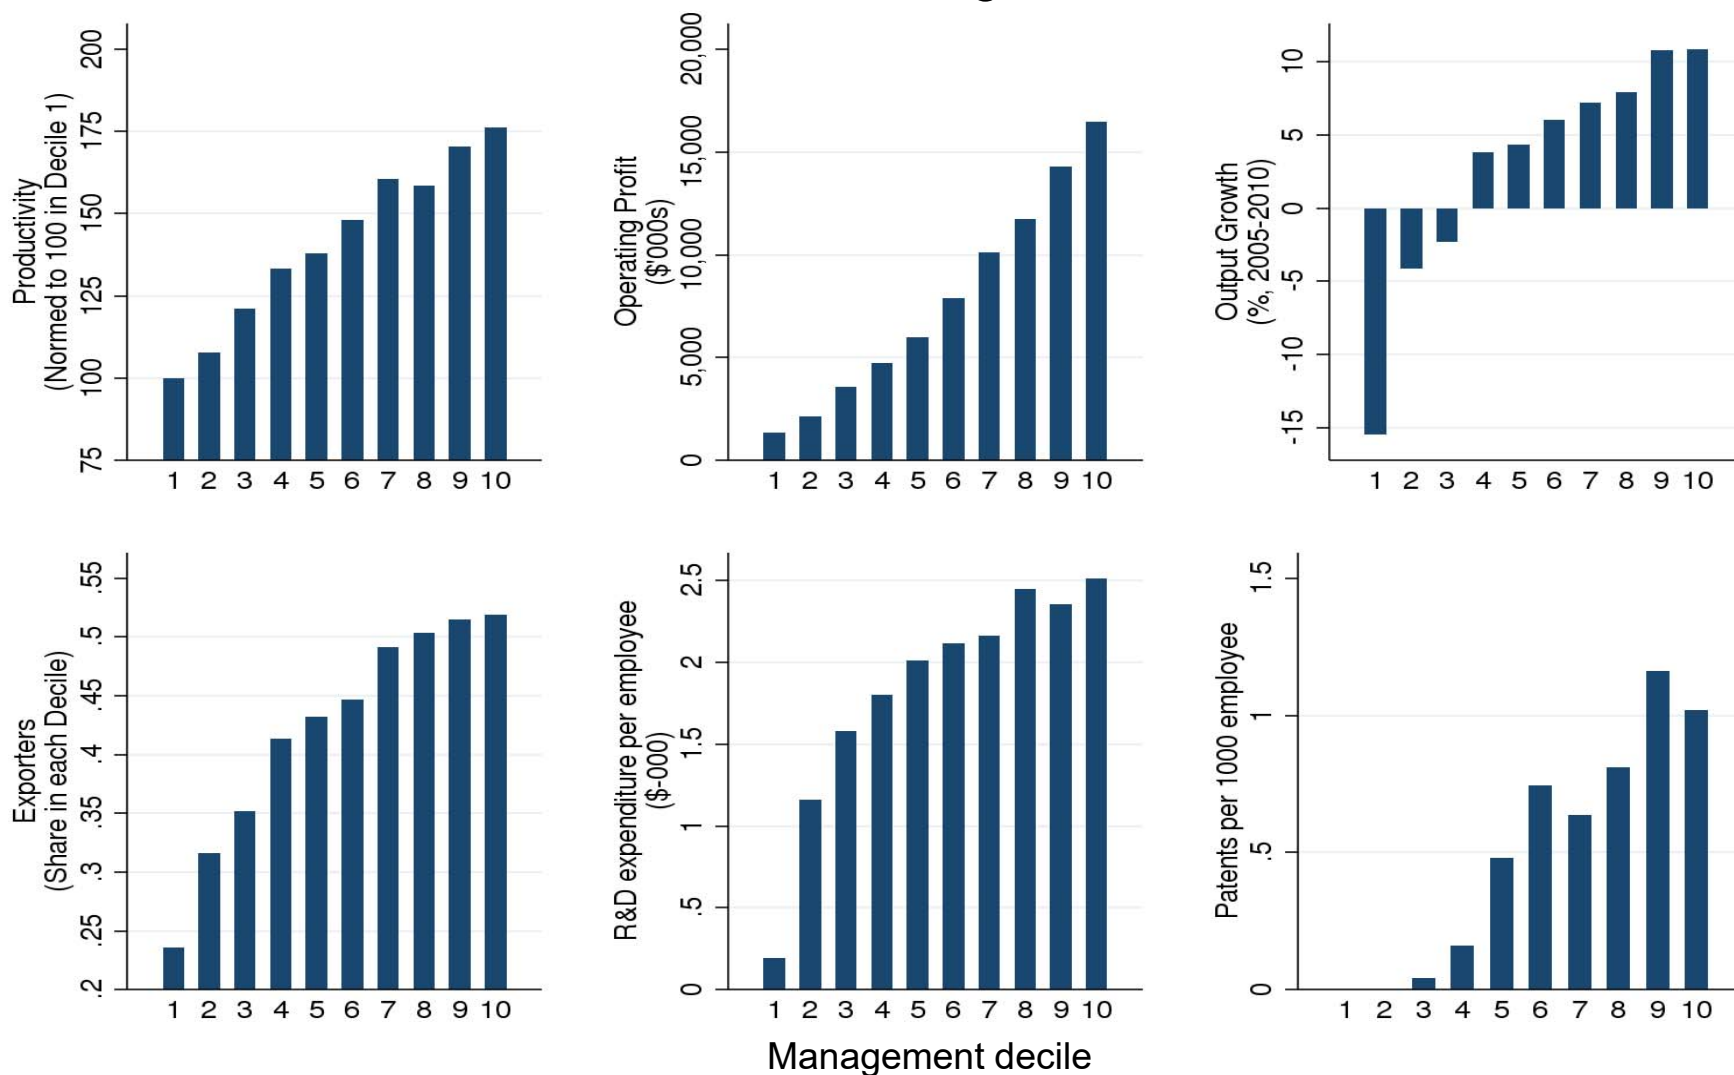 Productivity
(Normed to 100 in Decile 1)
200
175
150
125
100
75
1 2 3 4 5 6 7 8 9 10
Operating Profit
($'000s)
20,000
15,000
10,000
5,000
0
1 2 3 4 5 6 7 8 9 10
Output Growth
(%, 2005-2010)
10
5
0
-5
-10
-15
1 2 3 4 5 6 7 8 9 10
Exporters
(Share in each Decile)
.55
.5
.45
.4
.35
.3
.25
.2
1 2 3 4 5 6 7 8 9 10
R&D expenditure per employee
($-000)
2.5
2
1.5
1
.5
0
1 2 3 4 5 6 7 8 9 10
Patents per 1000 employee
1.5
1
.5
0
1 2 3 4 5 6 7 8 9 10
Management decile